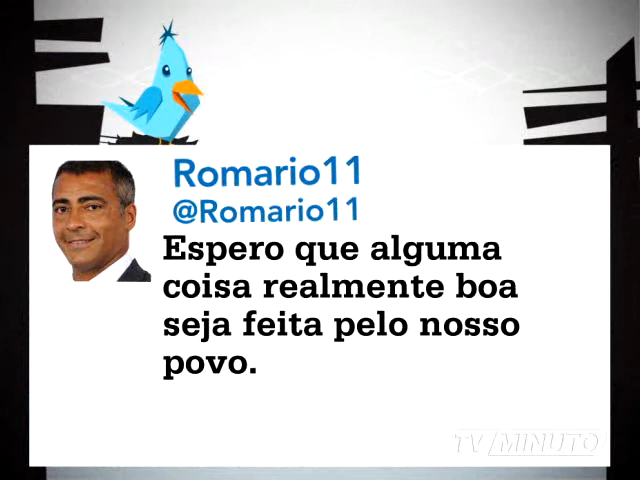 Romario11
@Romario11
Espero que alguma
coisa realmente boa
seja feita pelo nosso
povo.
TV MINUTO